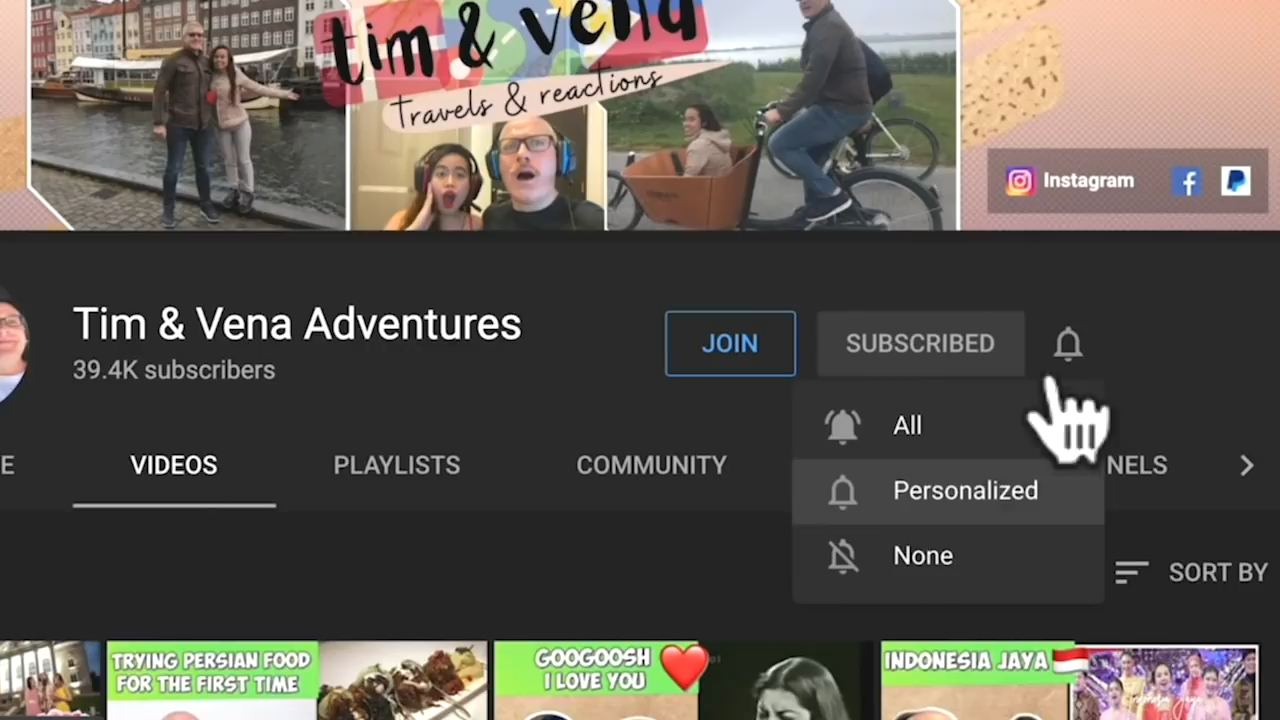 tim & vena
Travels & reactions
Instagram
Tim & Vena Adventures
39.4K subscribers
JOIN
SUBSCRIBED
All
Personalized
None
E
VIDEOS
PLAYLISTS
COMMUNITY
NELS
SORT BY
TRYING PERSIAN FOOD
FOR THE FIRST TIME
GOOGOOSH
I LOVE YOU
INDONESIA JAYA